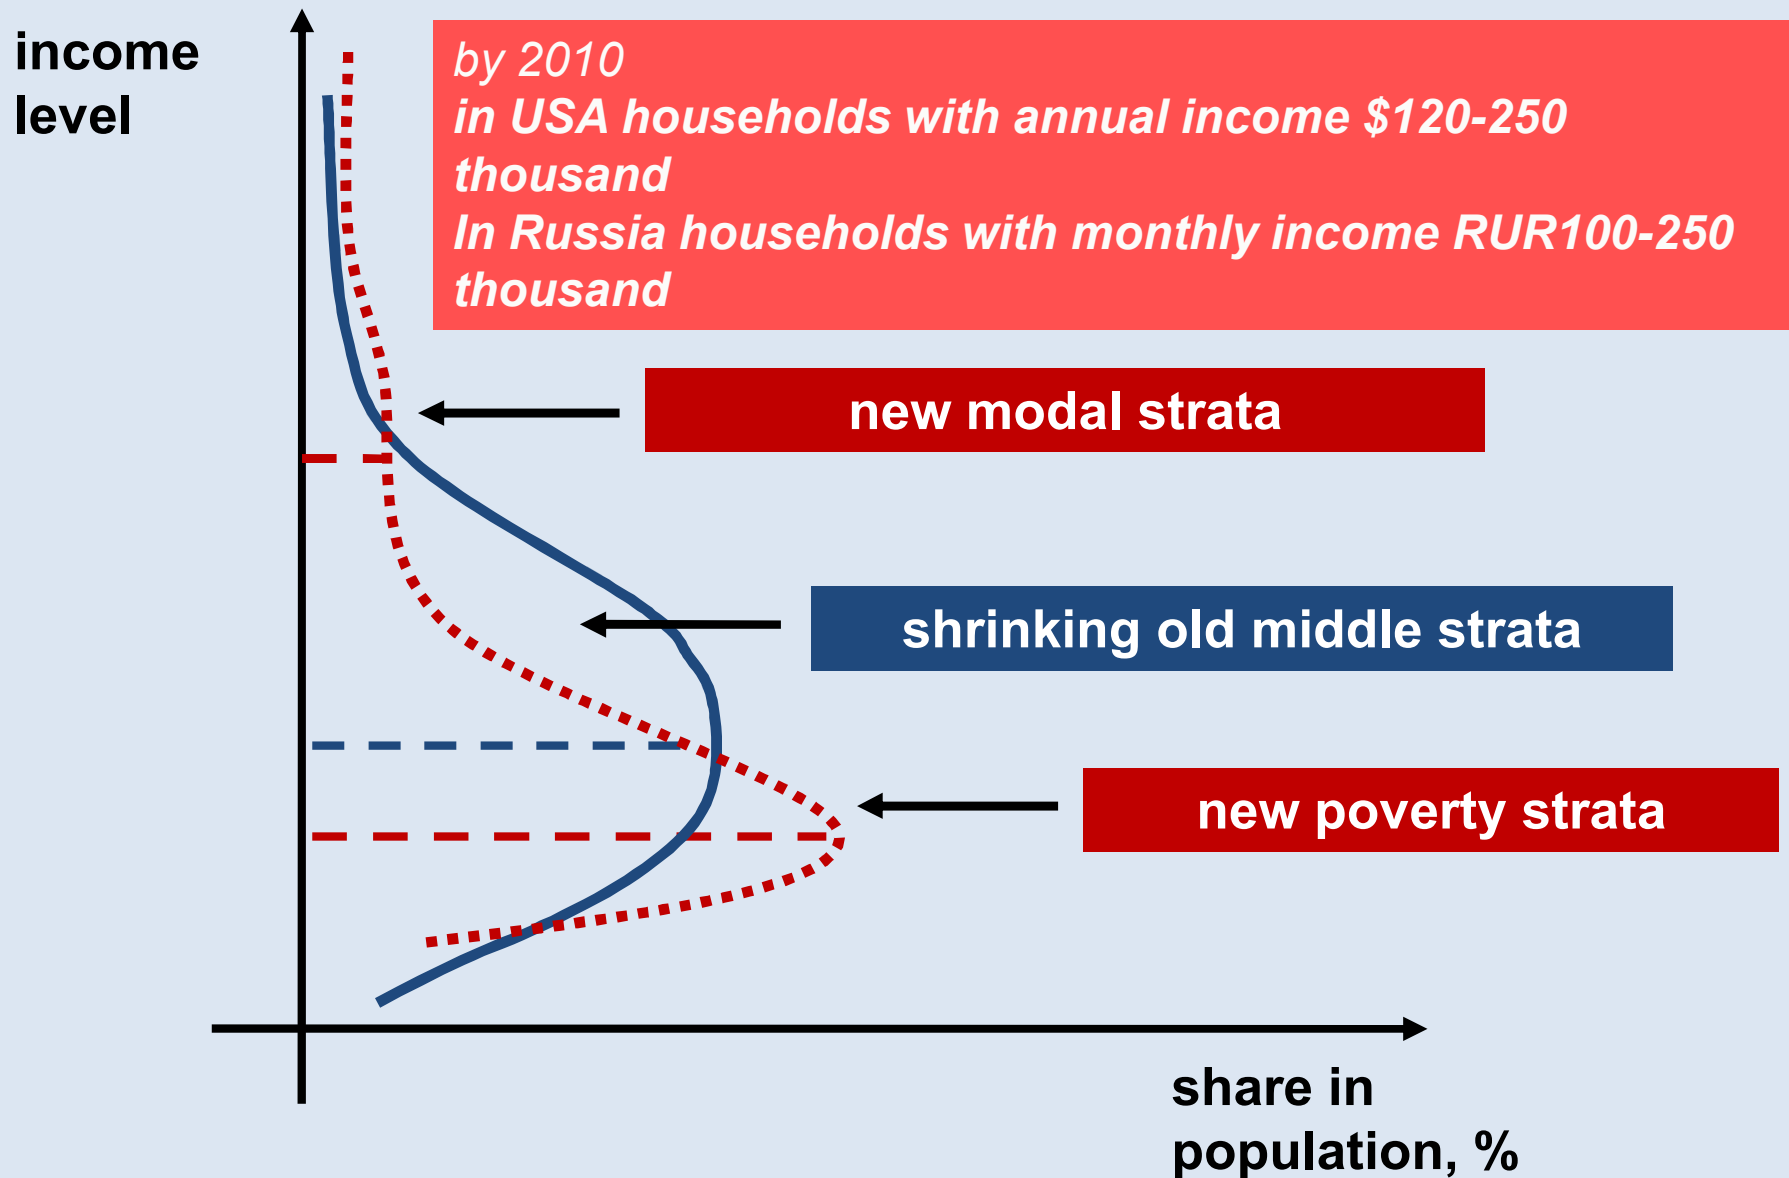 income
level
by 2010
in USA households with annual income $120-250
thousand
In Russia households with monthly income RUR100-250
thousand
new modal strata
shrinking old middle strata
new poverty strata
share in
population, %